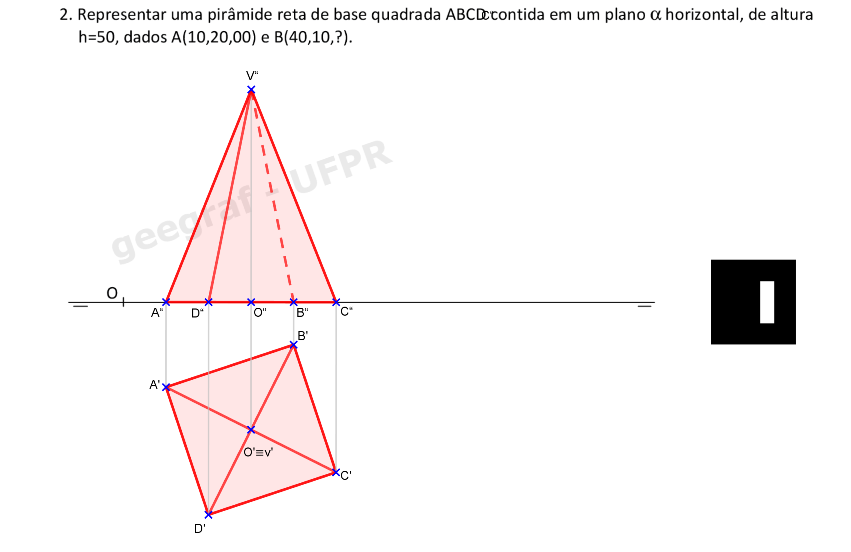 2. Representar uma pirâmide reta de base quadrada ABCD contida em um plano α horizontal, de altura
h=50, dados A(10,20,00) e B(40,10,?).
V"
geegraf - UFPR
O
A" D" O" B" C"
B'
A'
O'≡v'
C'
D'